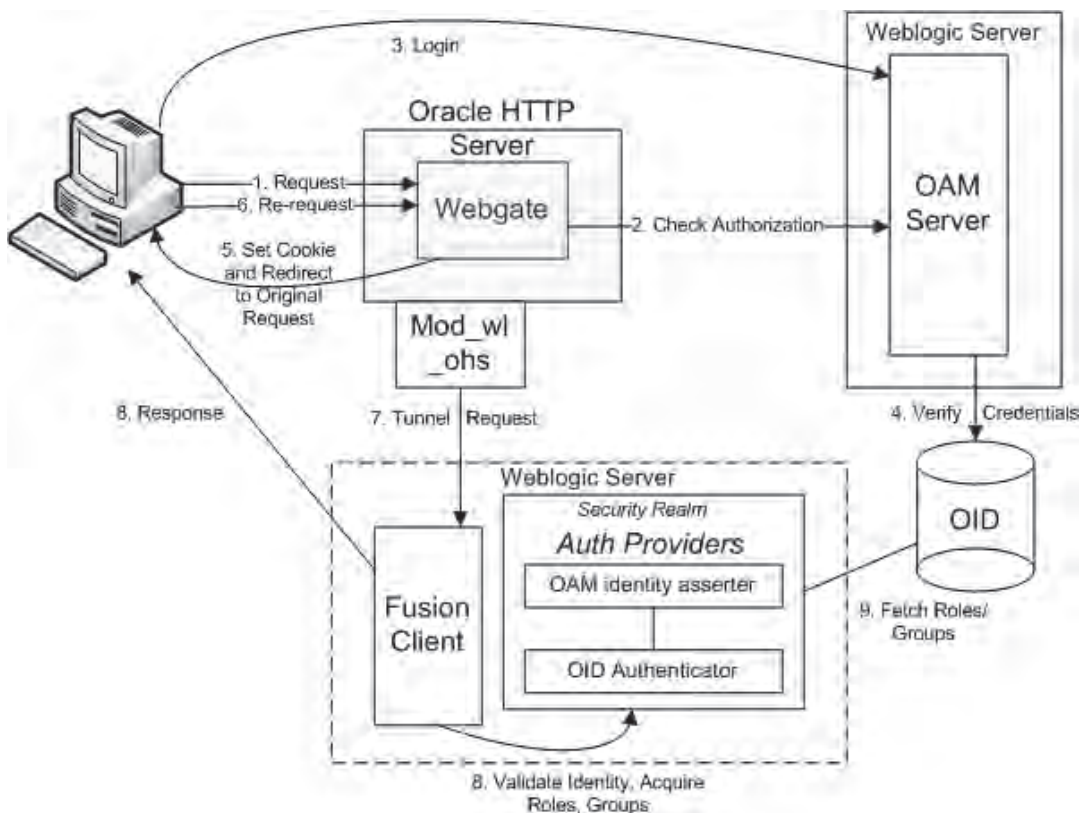 3. Login
Weblogic Server
OAM
Server
Oracle HTTP
Server
Webgate
1. Request
6. Re-request
2. Check Authorization
5. Set Cookie
and Redirect
to Original
Request
Mod_wl
_ohs
8. Response
7. Tunnel Request
4. Verify Credentials
OID
Weblogic Server
Security Realm
Auth Providers
OAM identity asserter
OID Authenticator
Fusion
Client
9. Fetch Roles/
Groups
8. Validate Identity, Acquire
Roles, Groups